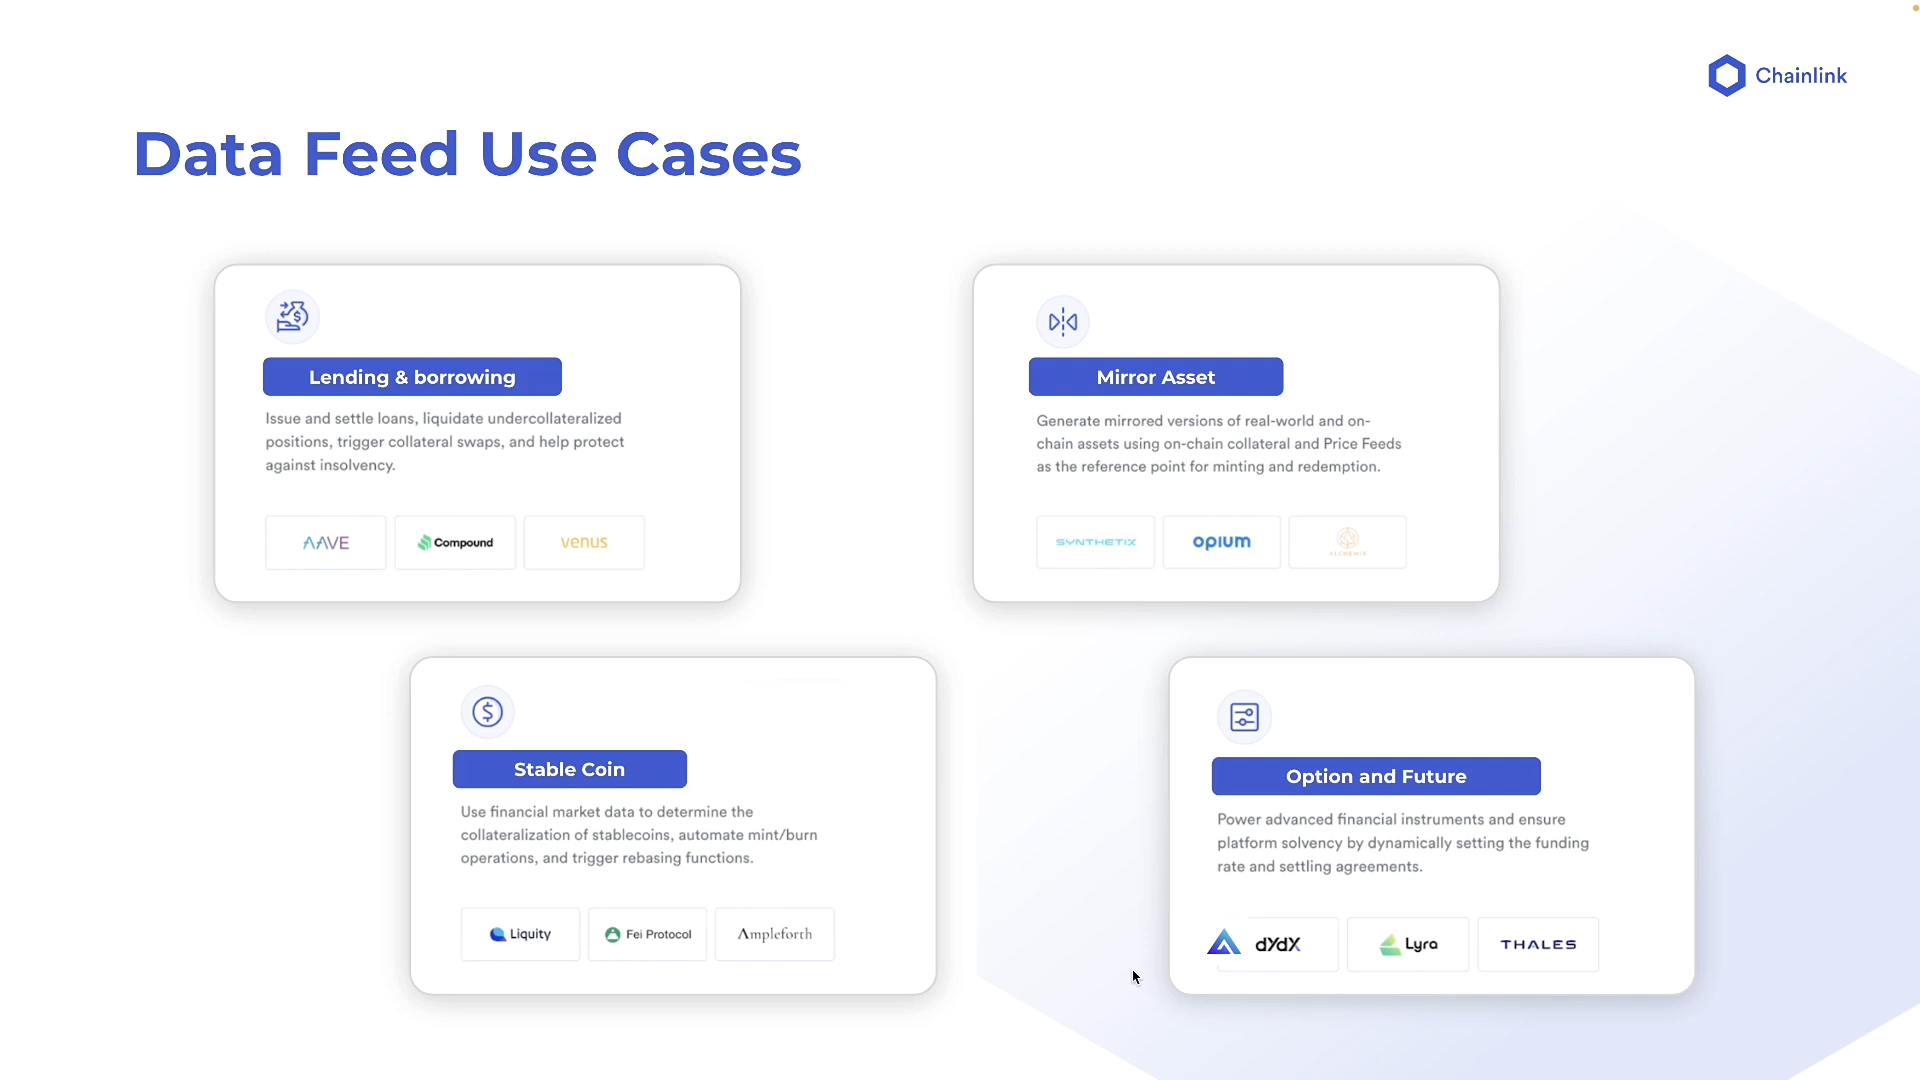 Chainlink
Data Feed Use Cases
Lending & borrowing
Issue and settle loans, liquidate undercollateralized
positions, trigger collateral swaps, and help protect
against insolvency.
AAVE
Compound
venus
Mirror Asset
Generate mirrored versions of real-world and on-
chain assets using on-chain collateral and Price Feeds
as the reference point for minting and redemption.
SYNTHETIX
opium
ALCHEMIX
Stable Coin
Use financial market data to determine the
collateralization of stablecoins, automate mint/burn
operations, and trigger rebasing functions.
Liquity
Fei Protocol
Ampleforth
Option and Future
Power advanced financial instruments and ensure
platform solvency by dynamically setting the funding
rate and settling agreements.
dYdX
Lyra
THALES